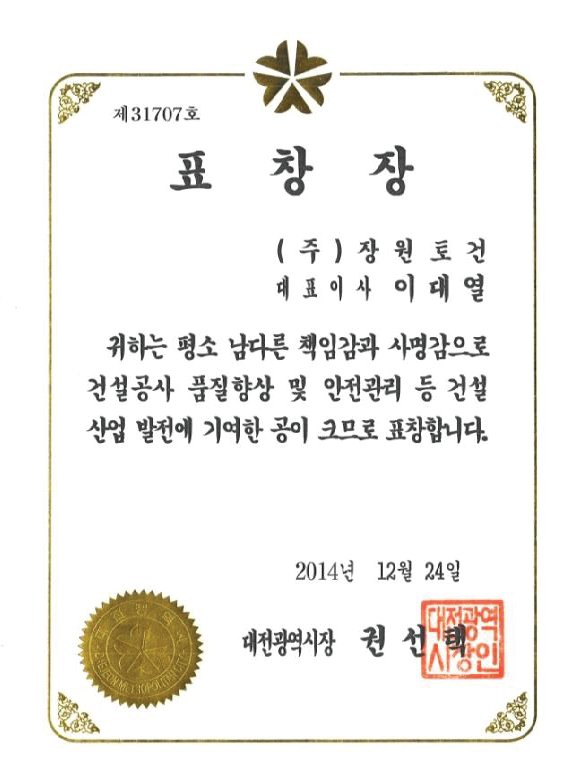 제31707호
표 창 장
(주)장원토건
대표이사 이대열
귀하는 평소 남다른 책임감과 사명감으로
건설공사 품질향상 및 안전관리 등 건설
산업 발전에 기여한 공이 크므로 표창합니다.
2014년 12월 24일
대전광역시장 권선택
대전광역
시장인